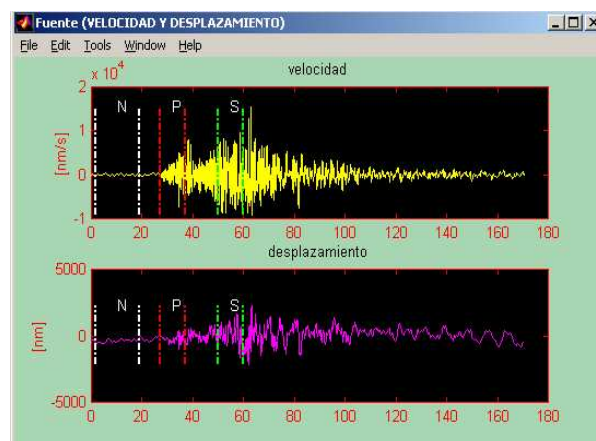 Fuente (VELOCIDAD Y DESPLAZAMIENTO)
File Edit Tools Window Help
x 10^4
velocidad
2
1
0
-1
[nm/s]
N P S
0 20 40 60 80 100 120 140 160 180
desplazamiento
5000
0
-5000
[nm]
N P S
0 20 40 60 80 100 120 140 160 180